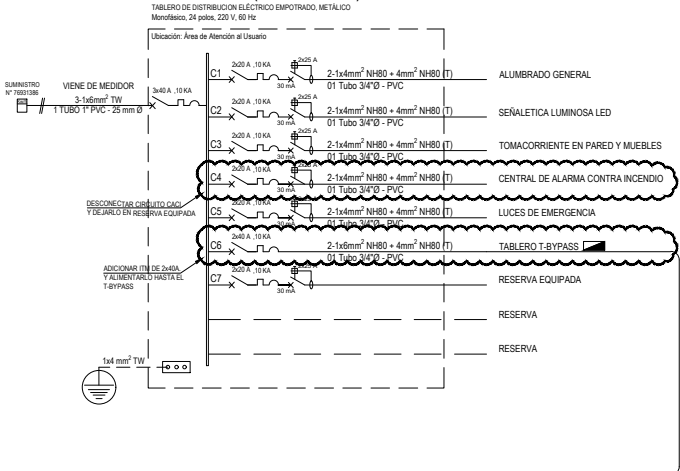 TABLERO DE DISTRIBUCION ELÉCTRICO EMPOTRADO, METÁLICO
Monofásico, 24 polos, 220 V, 60 Hz
Ubicación: Área de Atención al Usuario
SUMINISTRO
N° 76931386
VIENE DE MEDIDOR
3-1x6mm² TW
1 TUBO 1" PVC - 25 mm Ø
3x40 A ,10 KA
C1
2x20 A ,10 KA
2x25 A
30 mA
2-1x4mm² NH80 + 4mm² NH80 (T)
01 Tubo 3/4"Ø - PVC
ALUMBRADO GENERAL
C2
2x20 A ,10 KA
2x25 A
30 mA
2-1x4mm² NH80 + 4mm² NH80 (T)
01 Tubo 3/4"Ø - PVC
SEÑALETICA LUMINOSA LED
C3
2x20 A ,10 KA
2x25 A
30 mA
2-1x4mm² NH80 + 4mm² NH80 (T)
01 Tubo 3/4"Ø - PVC
TOMACORRIENTE EN PARED Y MUEBLES
C4
2x20 A ,10 KA
2x25 A
30 mA
2-1x4mm² NH80 + 4mm² NH80 (T)
01 Tubo 3/4"Ø - PVC
CENTRAL DE ALARMA CONTRA INCENDIO
DESCONECTAR CIRCUITO CACI
Y DEJARLO EN RESERVA EQUIPADA
C5
2x20 A ,10 KA
2x25 A
30 mA
2-1x4mm² NH80 + 4mm² NH80 (T)
01 Tubo 3/4"Ø - PVC
LUCES DE EMERGENCIA
C6
2x40 A ,10 KA
2-1x6mm² NH80 + 4mm² NH80 (T)
01 Tubo 3/4"Ø - PVC
TABLERO T-BYPASS
ADICIONAR ITM DE 2x40A.
Y ALIMENTARLO HASTA EL
T-BYPASS
C7
2x20 A ,10 KA
2x25 A
30 mA
RESERVA EQUIPADA
RESERVA
RESERVA
1x4 mm² TW